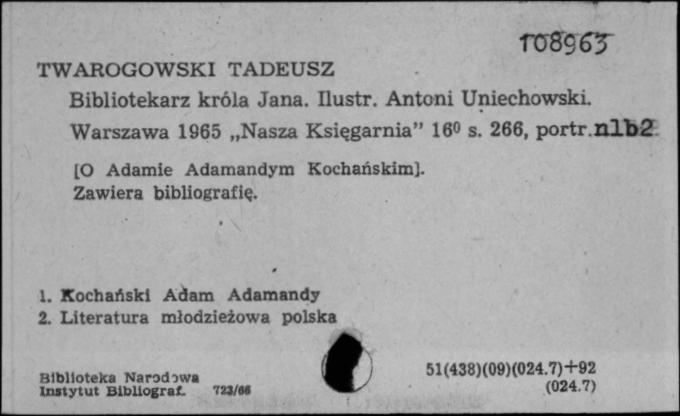 108963
TWAROGOWSKI TADEUSZ
Bibliotekarz króla Jana. Ilustr. Antoni Uniechowski.
Warszawa 1965 „Nasza Księgarnia” 16⁰ s. 266, portr. nlb2
[O Adamie Adamandym Kochańskim].
Zawiera bibliografię.
1. Kochański Adam Adamandy
2. Literatura młodzieżowa polska
Biblioteka Narodowa
Instytut Bibliograf. 723/66
51(438)(09)(024.7)+92
(024.7)